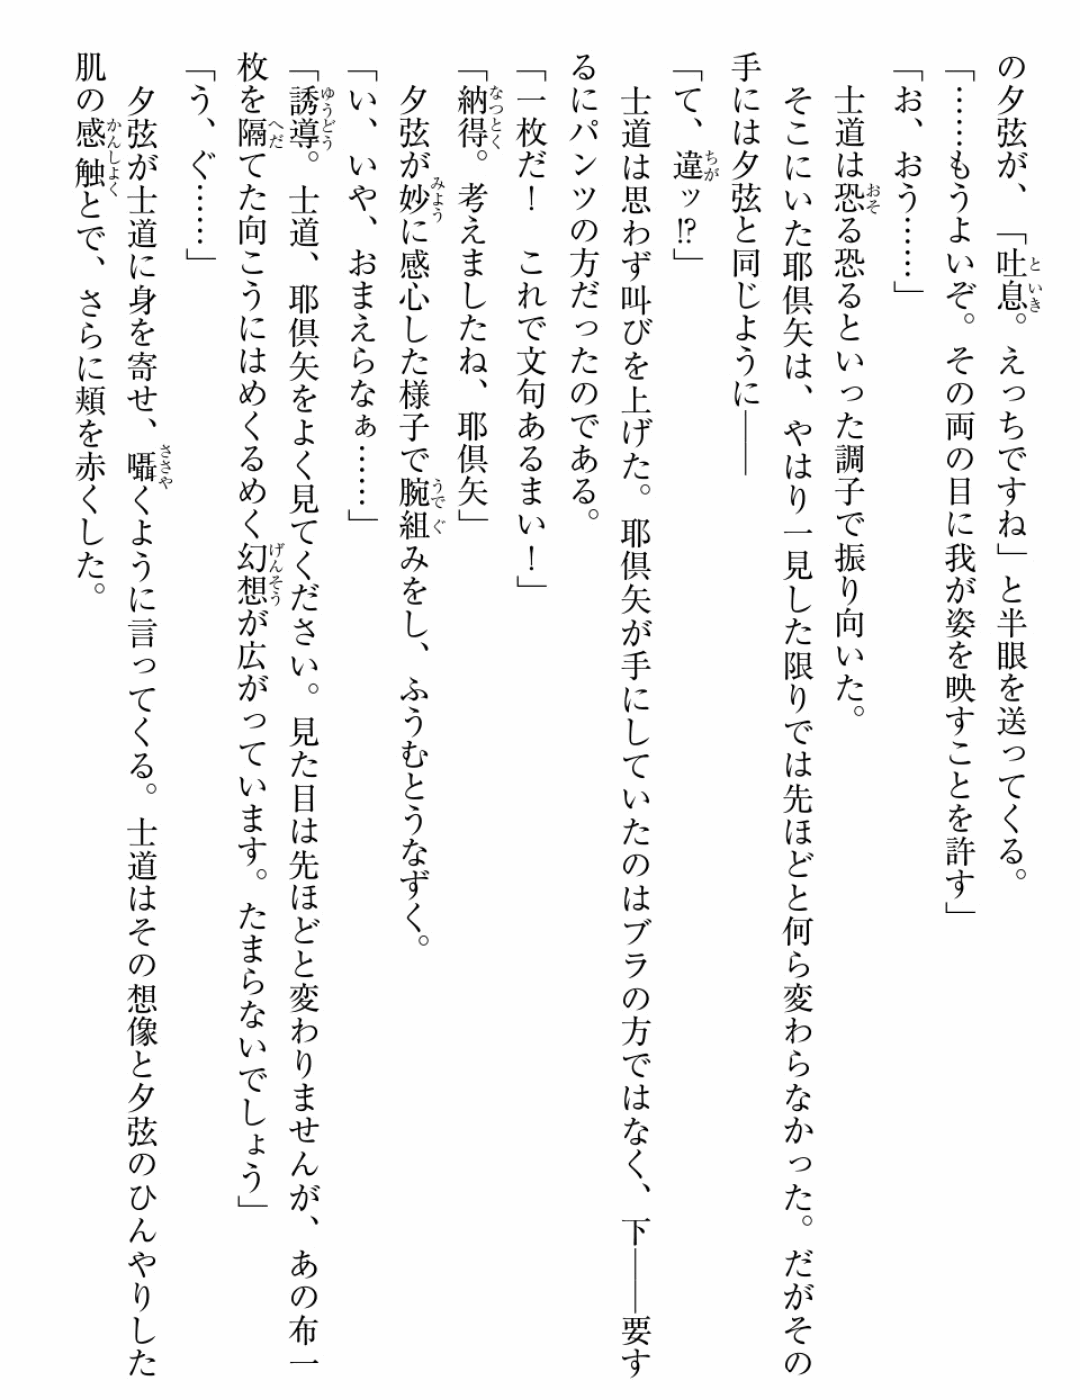 の夕弦が、「吐息。えっちですね」と半眼を送ってくる。
「……もうよいぞ。その両の目に我が姿を映すことを許す」
「お、おう……」
士道は恐る恐るといった調子で振り向いた。
そこにいた耶倶矢は、やはり一見した限りでは先ほどと何ら変わらなかった。だがその
手には夕弦と同じように――
「て、違ッ!?」
士道は思わず叫びを上げた。耶倶矢が手にしていたのはブラの方ではなく、下――要す
るにパンツの方だったのである。
「一枚だ！　これで文句あるまい！」
「納得。考えましたね、耶倶矢」
夕弦が妙に感心した様子で腕組みをし、ふうむとうなずく。
「い、いや、おまえらなぁ……」
「誘導。士道、耶倶矢をよく見てください。見た目は先ほどと変わりませんが、あの布一
枚を隔てた向こうにはめくるめく幻想が広がっています。たまらないでしょう」
「う、ぐ……」
夕弦が士道に身を寄せ、囁くように言ってくる。士道はその想像と夕弦のひんやりした
肌の感触とで、さらに頬を赤くした。